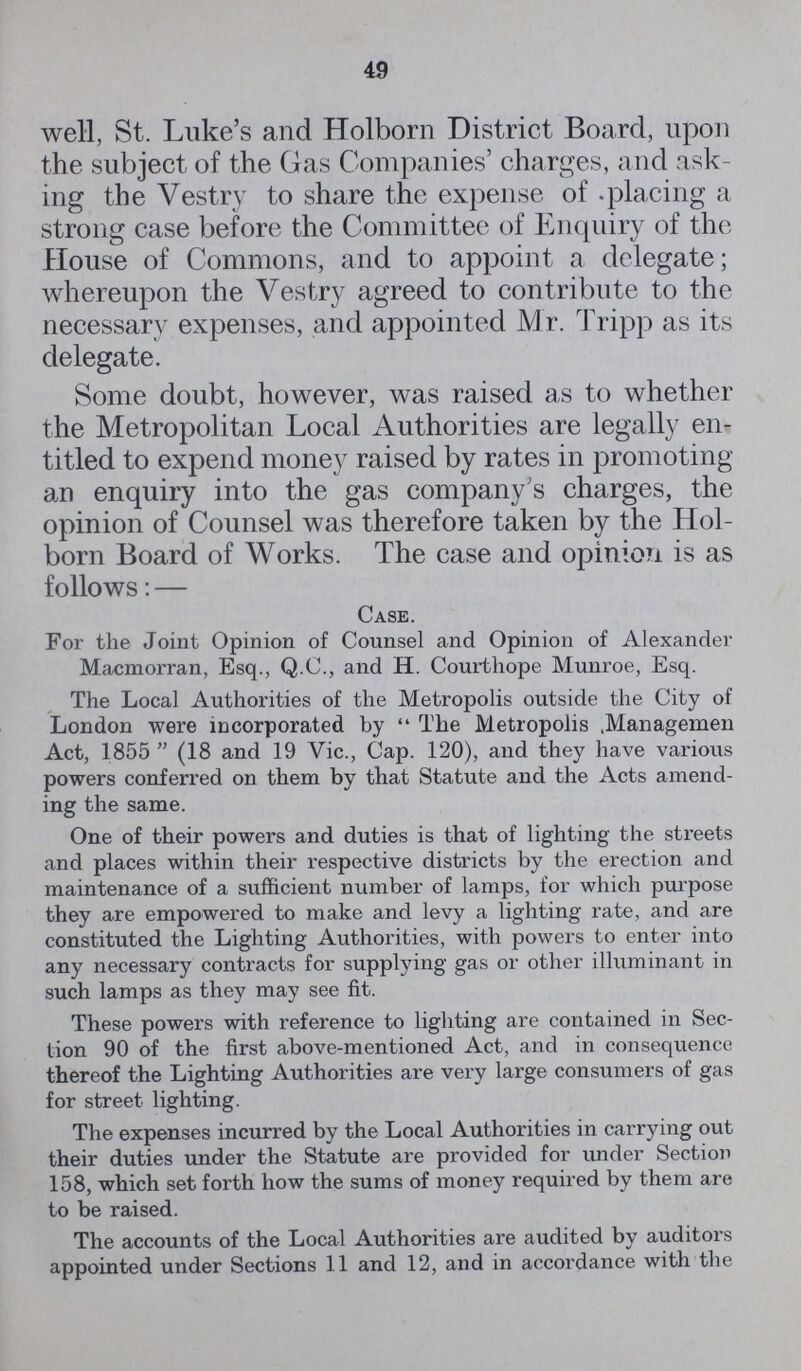 49
well, St. Luke's and Holborn District Board, upon
the subject of the Gas Companies' charges, and ask-
ing the Vestry to share the expense of .placing a
strong case before the Committee of Enquiry of the
House of Commons, and to appoint a delegate;
whereupon the Vestry agreed to contribute to the
necessary expenses, and appointed Mr. Tripp as its
delegate.
Some doubt, however, was raised as to whether
the Metropolitan Local Authorities are legally en-
titled to expend money raised by rates in promoting
an enquiry into the gas company's charges, the
opinion of Counsel was therefore taken by the Hol-
born Board of Works. The case and opinion is as
follows:—
Case.
For the Joint Opinion of Counsel and Opinion of Alexander
Macmorran, Esq., Q.C., and H. Courthope Munroe, Esq.
The Local Authorities of the Metropolis outside the City of
London were incorporated by “ The Metropolis .Managemen
Act, 1855 ” (18 and 19 Vic., Cap. 120), and they have various
powers conferred on them by that Statute and the Acts amend-
ing the same.
One of their powers and duties is that of lighting the streets
and places within their respective districts by the erection and
maintenance of a sufficient number of lamps, for which purpose
they are empowered to make and levy a lighting rate, and are
constituted the Lighting Authorities, with powers to enter into
any necessary contracts for supplying gas or other illuminant in
such lamps as they may see fit.
These powers with reference to lighting are contained in Sec-
tion 90 of the first above-mentioned Act, and in consequence
thereof the Lighting Authorities are very large consumers of gas
for street lighting.
The expenses incurred by the Local Authorities in carrying out
their duties under the Statute are provided for under Section
158, which set forth how the sums of money required by them are
to be raised.
The accounts of the Local Authorities are audited by auditors
appointed under Sections 11 and 12, and in accordance with the